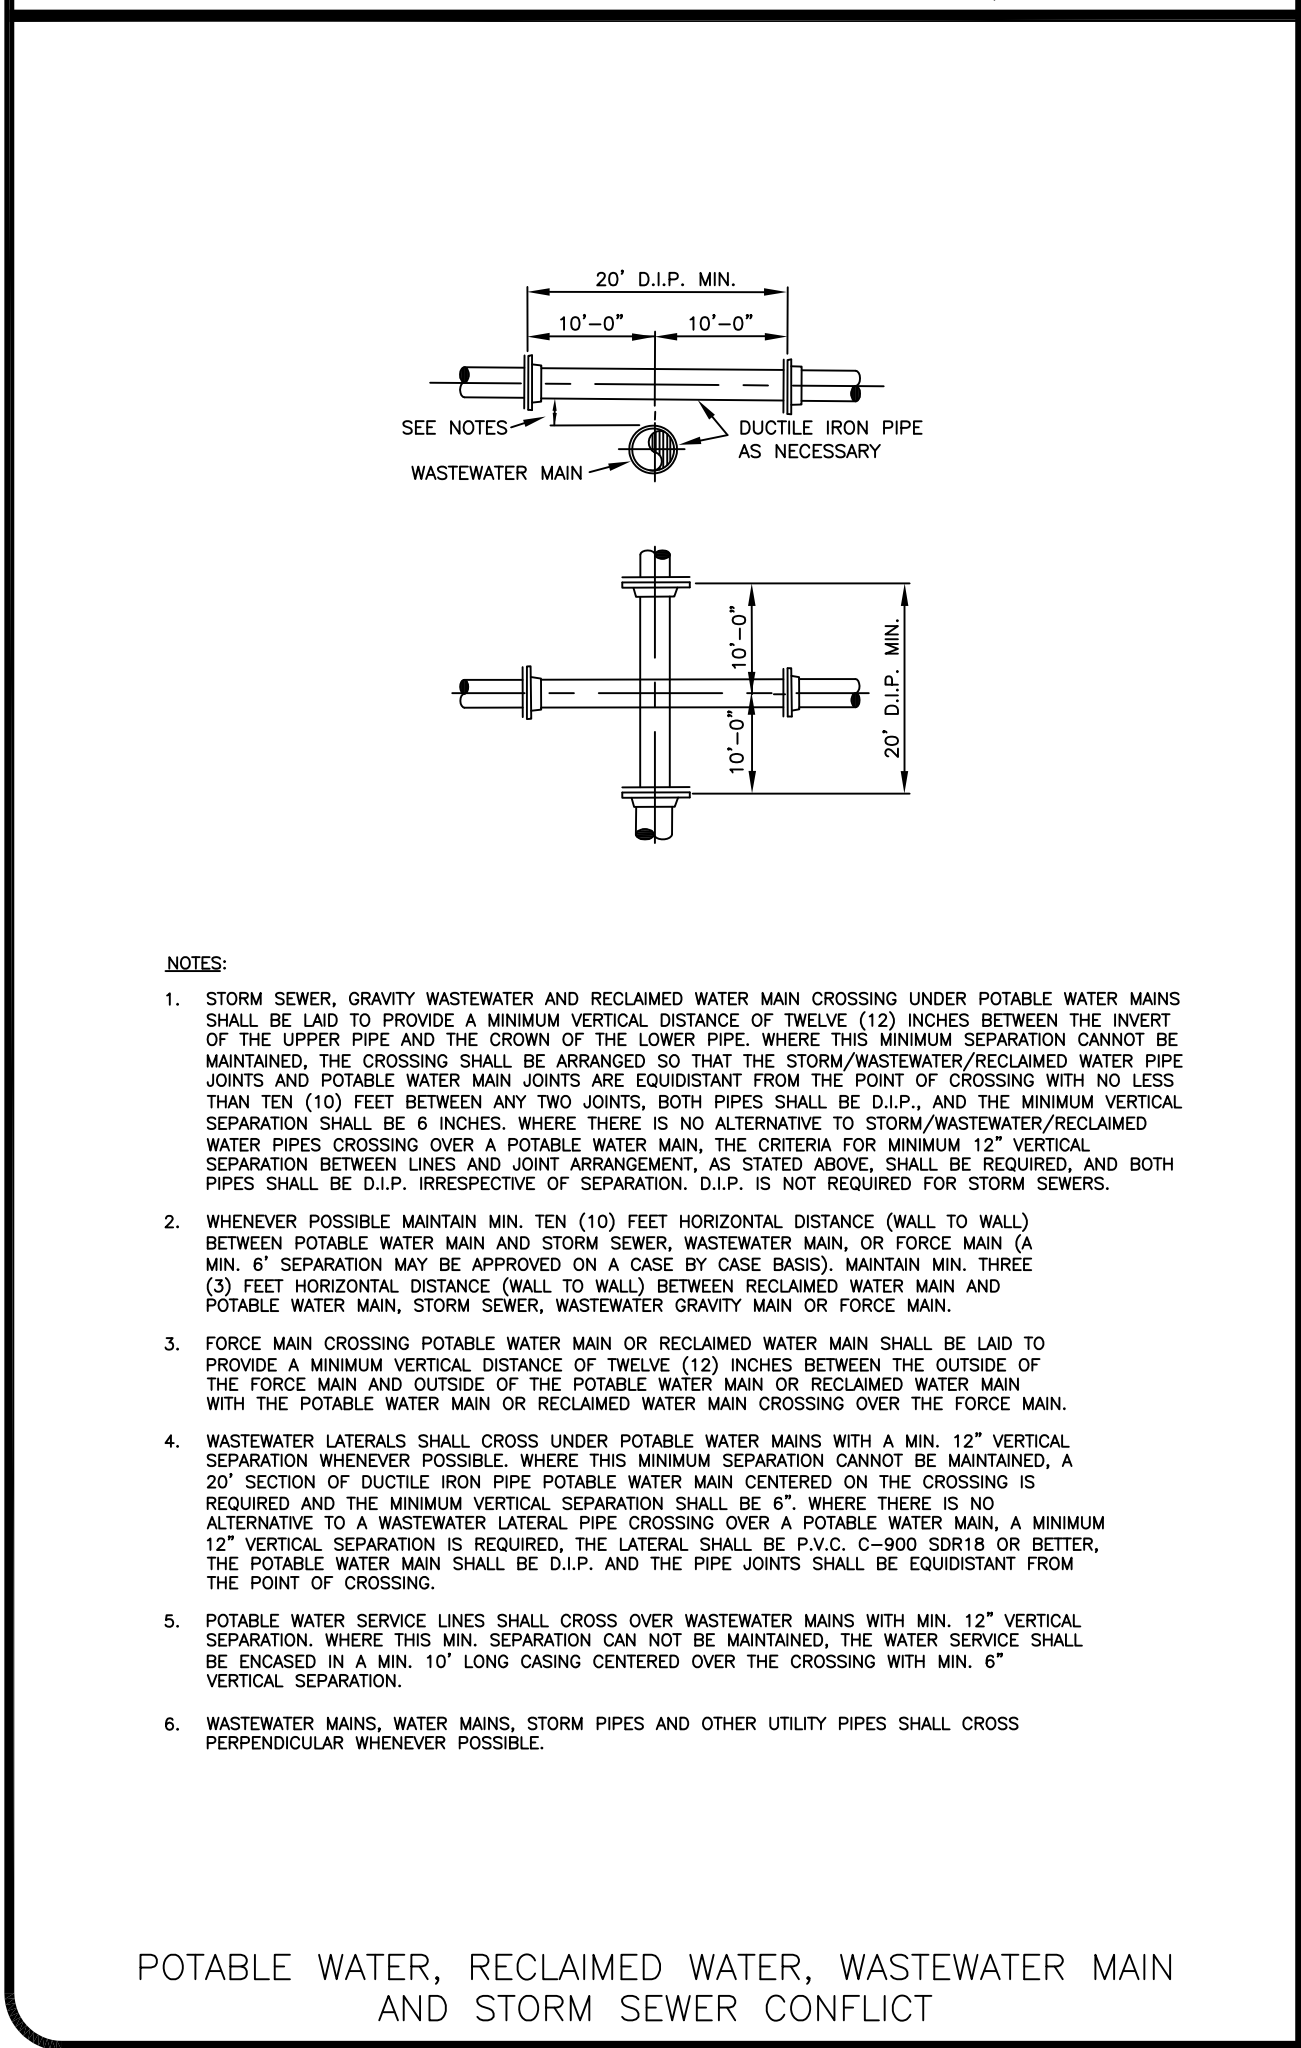 20' D.I.P. MIN.
10'-0" 10'-0"
SEE NOTES
DUCTILE IRON PIPE
AS NECESSARY
WASTEWATER MAIN
10'-0"
10'-0"
20' D.I.P. MIN.
NOTES:
1. STORM SEWER, GRAVITY WASTEWATER AND RECLAIMED WATER MAIN CROSSING UNDER POTABLE WATER MAINS
SHALL BE LAID TO PROVIDE A MINIMUM VERTICAL DISTANCE OF TWELVE (12) INCHES BETWEEN THE INVERT
OF THE UPPER PIPE AND THE CROWN OF THE LOWER PIPE. WHERE THIS MINIMUM SEPARATION CANNOT BE
MAINTAINED, THE CROSSING SHALL BE ARRANGED SO THAT THE STORM/WASTEWATER/RECLAIMED WATER PIPE
JOINTS AND POTABLE WATER MAIN JOINTS ARE EQUIDISTANT FROM THE POINT OF CROSSING WITH NO LESS
THAN TEN (10) FEET BETWEEN ANY TWO JOINTS, BOTH PIPES SHALL BE D.I.P., AND THE MINIMUM VERTICAL
SEPARATION SHALL BE 6 INCHES. WHERE THERE IS NO ALTERNATIVE TO STORM/WASTEWATER/RECLAIMED
WATER PIPES CROSSING OVER A POTABLE WATER MAIN, THE CRITERIA FOR MINIMUM 12" VERTICAL
SEPARATION BETWEEN LINES AND JOINT ARRANGEMENT, AS STATED ABOVE, SHALL BE REQUIRED, AND BOTH
PIPES SHALL BE D.I.P. IRRESPECTIVE OF SEPARATION. D.I.P. IS NOT REQUIRED FOR STORM SEWERS.
2. WHENEVER POSSIBLE MAINTAIN MIN. TEN (10) FEET HORIZONTAL DISTANCE (WALL TO WALL)
BETWEEN POTABLE WATER MAIN AND STORM SEWER, WASTEWATER MAIN, OR FORCE MAIN (A
MIN. 6' SEPARATION MAY BE APPROVED ON A CASE BY CASE BASIS). MAINTAIN MIN. THREE
(3) FEET HORIZONTAL DISTANCE (WALL TO WALL) BETWEEN RECLAIMED WATER MAIN AND
POTABLE WATER MAIN, STORM SEWER, WASTEWATER GRAVITY MAIN OR FORCE MAIN.
3. FORCE MAIN CROSSING POTABLE WATER MAIN OR RECLAIMED WATER MAIN SHALL BE LAID TO
PROVIDE A MINIMUM VERTICAL DISTANCE OF TWELVE (12) INCHES BETWEEN THE OUTSIDE OF
THE FORCE MAIN AND OUTSIDE OF THE POTABLE WATER MAIN OR RECLAIMED WATER MAIN
WITH THE POTABLE WATER MAIN OR RECLAIMED WATER MAIN CROSSING OVER THE FORCE MAIN.
4. WASTEWATER LATERALS SHALL CROSS UNDER POTABLE WATER MAINS WITH A MIN. 12" VERTICAL
SEPARATION WHENEVER POSSIBLE. WHERE THIS MINIMUM SEPARATION CANNOT BE MAINTAINED, A
20' SECTION OF DUCTILE IRON PIPE POTABLE WATER MAIN CENTERED ON THE CROSSING IS
REQUIRED AND THE MINIMUM VERTICAL SEPARATION SHALL BE 6". WHERE THERE IS NO
ALTERNATIVE TO A WASTEWATER LATERAL PIPE CROSSING OVER A POTABLE WATER MAIN, A MINIMUM
12" VERTICAL SEPARATION IS REQUIRED, THE LATERAL SHALL BE P.V.C. C-900 SDR18 OR BETTER,
THE POTABLE WATER MAIN SHALL BE D.I.P. AND THE PIPE JOINTS SHALL BE EQUIDISTANT FROM
THE POINT OF CROSSING.
5. POTABLE WATER SERVICE LINES SHALL CROSS OVER WASTEWATER MAINS WITH MIN. 12" VERTICAL
SEPARATION. WHERE THIS MIN. SEPARATION CAN NOT BE MAINTAINED, THE WATER SERVICE SHALL
BE ENCASED IN A MIN. 10' LONG CASING CENTERED OVER THE CROSSING WITH MIN. 6"
VERTICAL SEPARATION.
6. WASTEWATER MAINS, WATER MAINS, STORM PIPES AND OTHER UTILITY PIPES SHALL CROSS
PERPENDICULAR WHENEVER POSSIBLE.
POTABLE WATER, RECLAIMED WATER, WASTEWATER MAIN
AND STORM SEWER CONFLICT